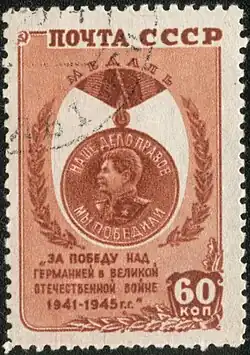 ПОЧТА СССР
МЕДАЛЬ
НАШЕ ДЕЛО ПРАВОЕ
МЫ ПОБЕДИЛИ
„ЗА ПОБЕДУ НАД
ГЕРМАНИЕЙ В ВЕЛИКОЙ
ОТЕЧЕСТВЕННОЙ ВОЙНЕ
1941-1945 г.г.“
60
КОП